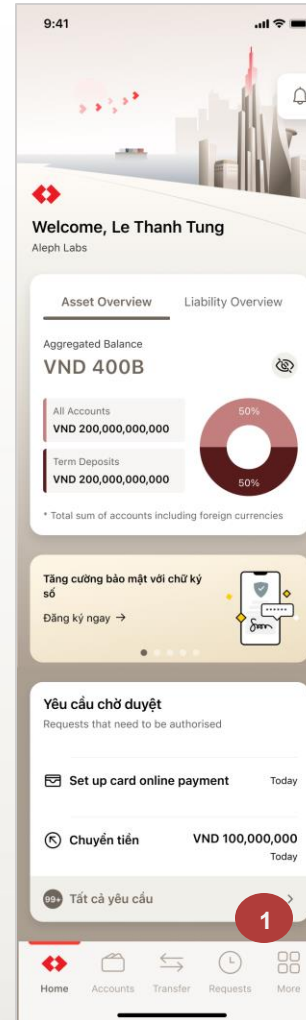 9:41
Welcome, Le Thanh Tung
Aleph Labs
Asset Overview Liability Overview
Aggregated Balance
VND 400B
All Accounts
VND 200,000,000,000
Term Deposits
VND 200,000,000,000
50%
50%
* Total sum of accounts including foreign currencies
Tăng cường bảo mật với chữ ký
số
Đăng ký ngay →
Yêu cầu chờ duyệt
Requests that need to be authorised
Set up card online payment Today
Chuyển tiền VND 100,000,000
Today
99+ Tất cả yêu cầu
1
Home Accounts Transfer Requests More